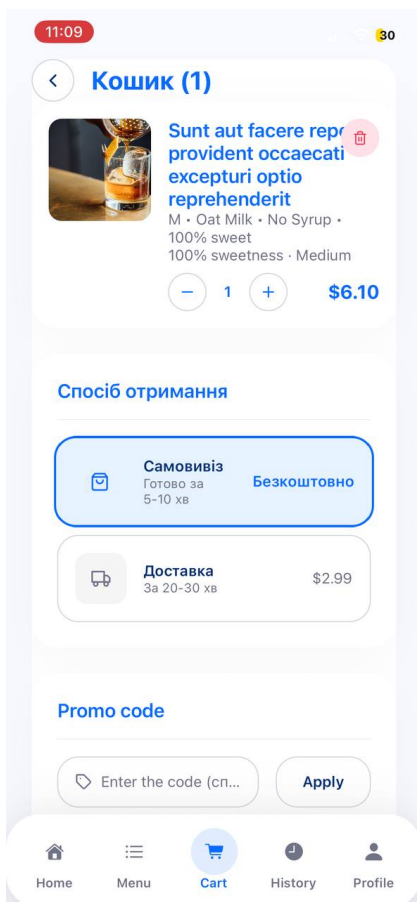 11:09
30
Кошик (1)
Sunt aut facere repe
provident occaecati
excepturi optio
reprehenderit
M • Oat Milk • No Syrup •
100% sweet
100% sweetness · Medium
− 1 + $6.10
Спосіб отримання
Самовивіз
Готово за
5-10 хв
Безкоштовно
Доставка
За 20-30 хв
$2.99
Promo code
Enter the code (сп...
Apply
Home Menu Cart History Profile